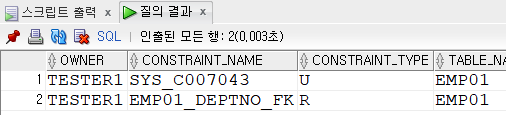 스크립트 출력 × 질의 결과 ×
SQL | 인출된 모든 행: 2(0,003초)
OWNER CONSTRAINT_NAME CONSTRAINT_TYPE TABLE_NA
1 TESTER1 SYS_C007043 U EMP01
2 TESTER1 EMP01_DEPTNO_FK R EMP01